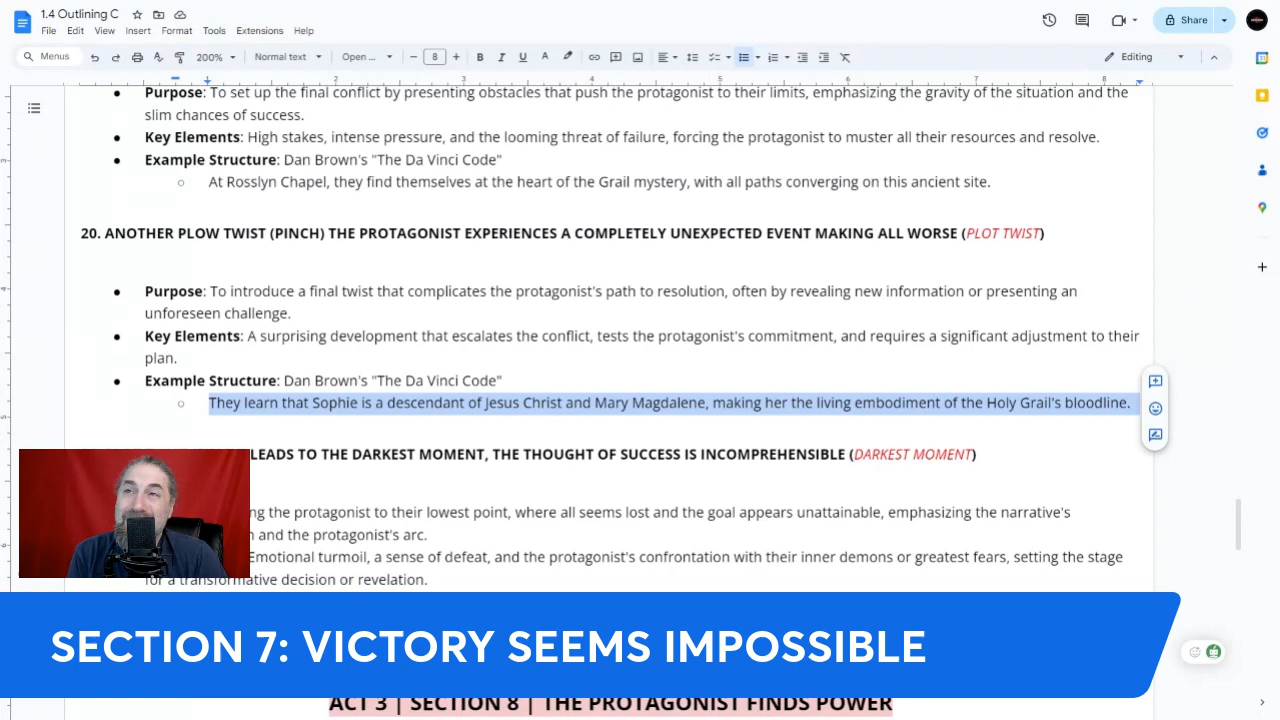 1.4 Outlining C
File Edit View Insert Format Tools Extensions Help
Share
Menus
200%
Normal text
Open ...
8
Editing
2 3 4 5 6 7 8
Purpose: To set up the final conflict by presenting obstacles that push the protagonist to their limits, emphasizing the gravity of the situation and the
slim chances of success.
Key Elements: High stakes, intense pressure, and the looming threat of failure, forcing the protagonist to muster all their resources and resolve.
Example Structure: Dan Brown's "The Da Vinci Code"
At Rosslyn Chapel, they find themselves at the heart of the Grail mystery, with all paths converging on this ancient site.
20. ANOTHER PLOW TWIST (PINCH) THE PROTAGONIST EXPERIENCES A COMPLETELY UNEXPECTED EVENT MAKING ALL WORSE (PLOT TWIST)
Purpose: To introduce a final twist that complicates the protagonist's path to resolution, often by revealing new information or presenting an
unforeseen challenge.
Key Elements: A surprising development that escalates the conflict, tests the protagonist's commitment, and requires a significant adjustment to their
plan.
Example Structure: Dan Brown's "The Da Vinci Code"
They learn that Sophie is a descendant of Jesus Christ and Mary Magdalene, making her the living embodiment of the Holy Grail's bloodline.
LEADS TO THE DARKEST MOMENT, THE THOUGHT OF SUCCESS IS INCOMPREHENSIBLE (DARKEST MOMENT)
the protagonist to their lowest point, where all seems lost and the goal appears unattainable, emphasizing the narrative's
and the protagonist's arc.
Emotional turmoil, a sense of defeat, and the protagonist's confrontation with their inner demons or greatest fears, setting the stage
for a transformative decision or revelation.
SECTION 7: VICTORY SEEMS IMPOSSIBLE
ACT 3 | SECTION 8 | THE PROTAGONIST FINDS POWER